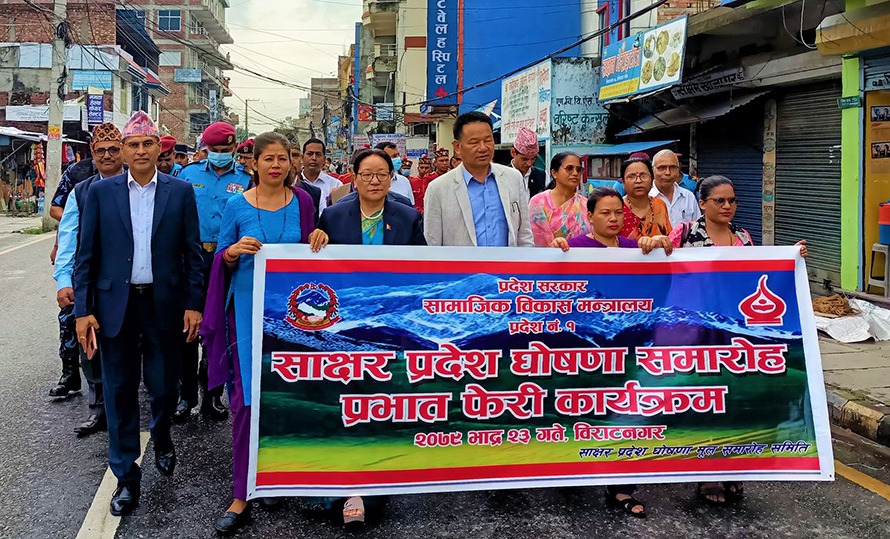 प्रदेश सरकार
सामाजिक विकास मन्त्रालय
प्रदेश नं. १
साक्षर प्रदेश घोषणा समारोह
प्रभात फेरी कार्यक्रम
२०७९ भाद्र २३ गते, विराटनगर
साक्षर प्रदेश घोषणा मूल समारोह समिति